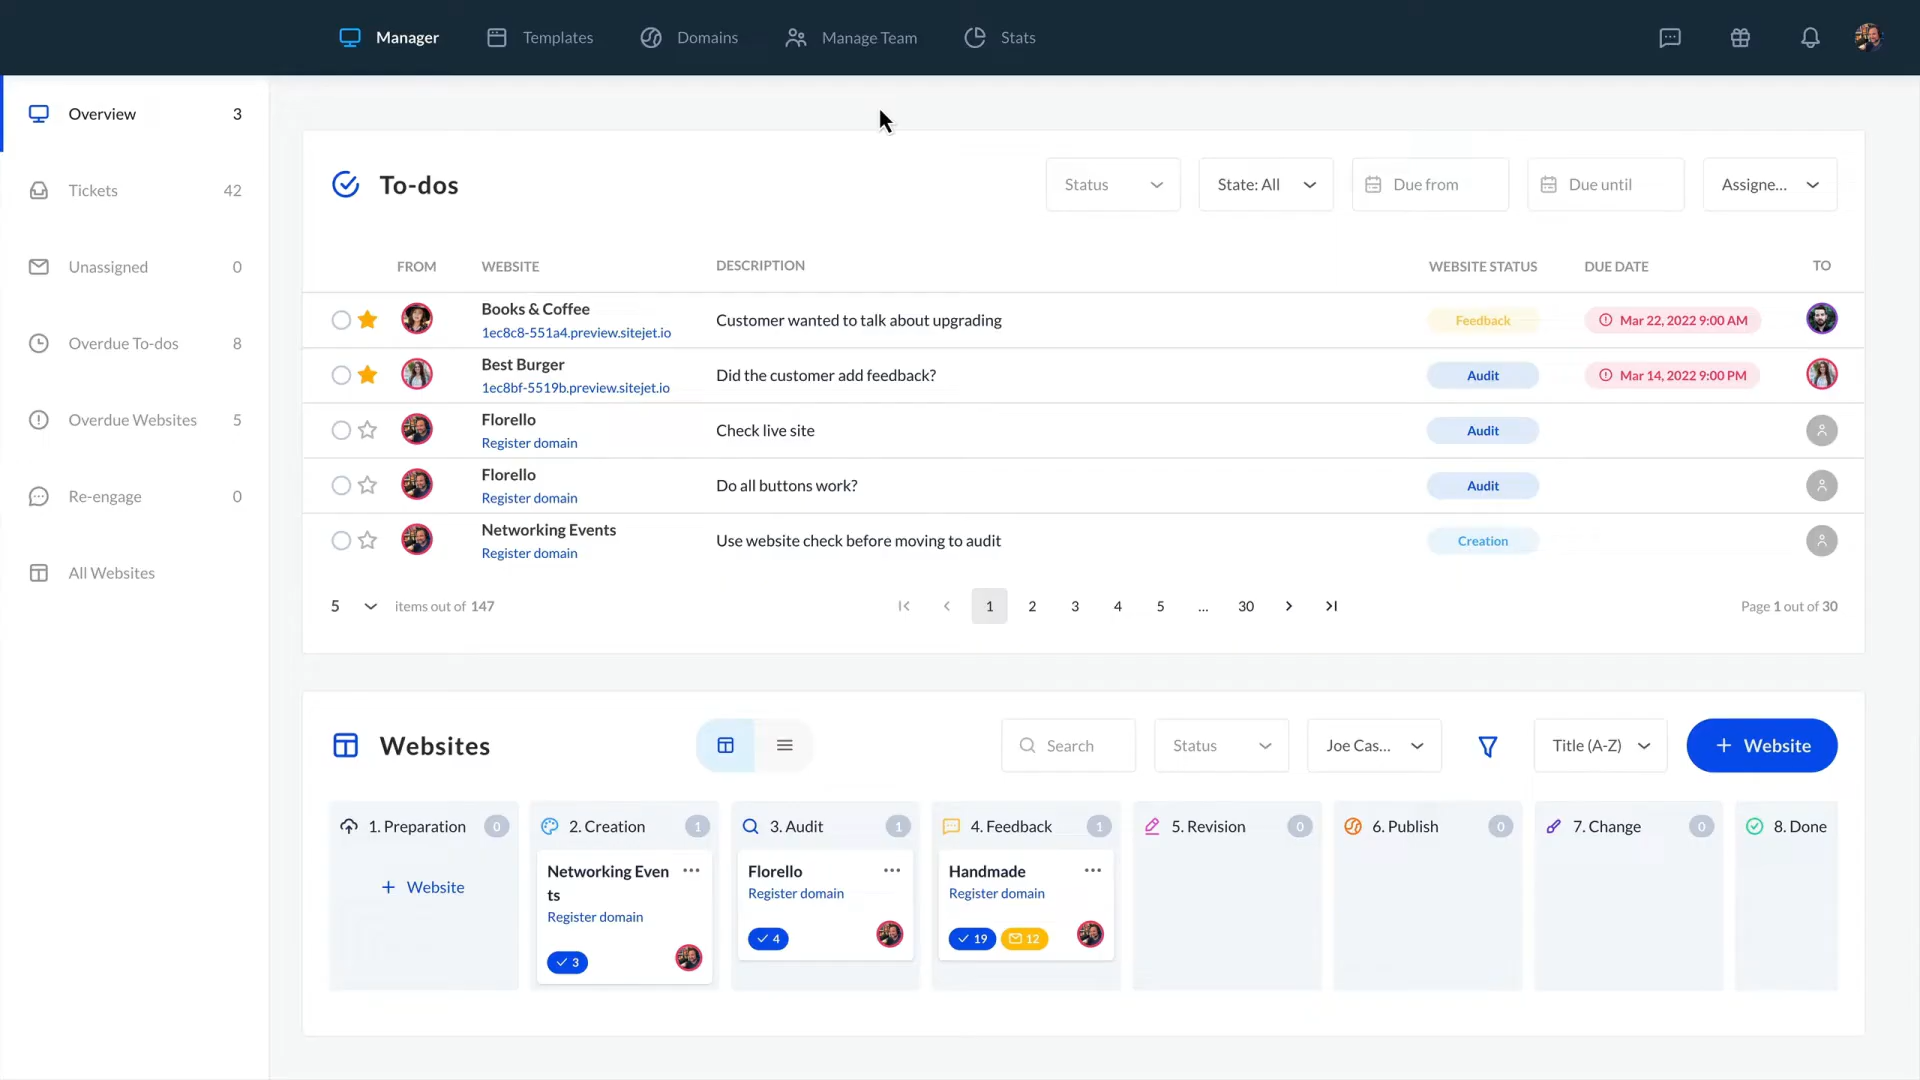 Manager
Templates
Domains
Manage Team
Stats
Overview 3
Tickets 42
Unassigned 0
Overdue To-dos 8
Overdue Websites 5
Re-engage 0
All Websites
To-dos
Status
State: All
Due from
Due until
Assigne...
FROM WEBSITE DESCRIPTION WEBSITE STATUS DUE DATE TO
Books & Coffee
1ec8c8-551a4.preview.sitejet.io
Customer wanted to talk about upgrading
Feedback
Mar 22, 2022 9:00 AM
Best Burger
1ec8bf-5519b.preview.sitejet.io
Did the customer add feedback?
Audit
Mar 14, 2022 9:00 PM
Florello
Register domain
Check live site
Audit
Florello
Register domain
Do all buttons work?
Audit
Networking Events
Register domain
Use website check before moving to audit
Creation
5 items out of 147
1 2 3 4 5 ... 30
Page 1 out of 30
Websites
Search
Status
Joe Cas...
Title (A-Z)
+ Website
1. Preparation 0
+ Website
2. Creation 1
Networking Even
ts
Register domain
3
3. Audit 1
Florello
Register domain
4
4. Feedback 1
Handmade
Register domain
19 12
5. Revision 0
6. Publish 0
7. Change 0
8. Done